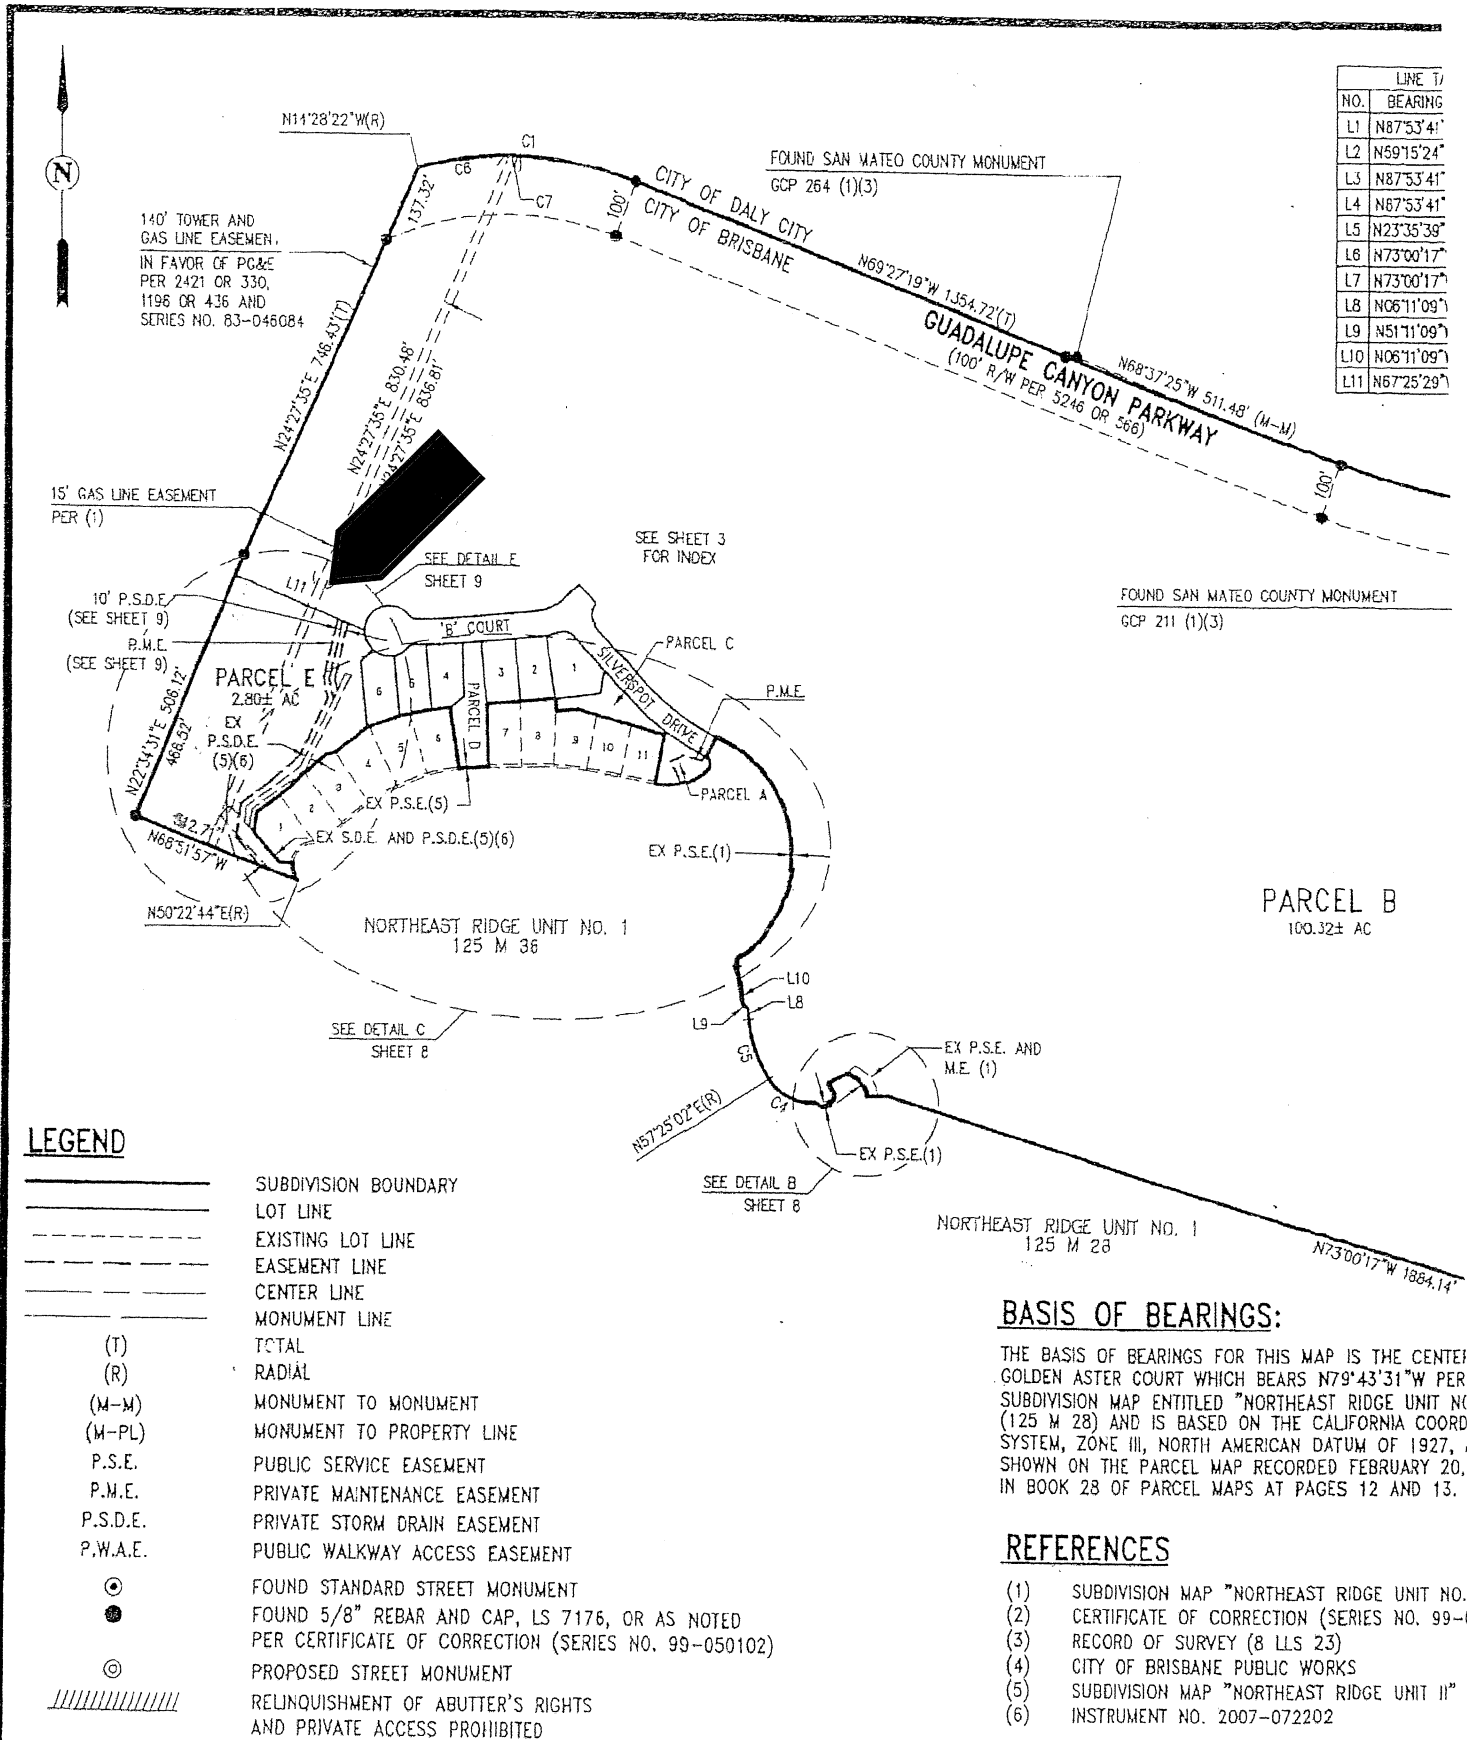 LINE T
NO. BEARING
L1 N87°53'41"
L2 N59°15'24"
L3 N87°53'41"
L4 N87°53'41"
L5 N23°35'39"
L6 N73°00'17"
L7 N73°00'17"
L8 N06°11'09"
L9 N51°11'09"
L10 N06°11'09"
L11 N67°25'29"
N
N11°28'22"W(R)
C1
C6
C7
137.32'
100'
CITY OF DALY CITY
CITY OF BRISBANE
FOUND SAN MATEO COUNTY MONUMENT
GCP 264 (1)(3)
140' TOWER AND
GAS LINE EASEMEN
IN FAVOR OF PG&E
PER 2421 OR 330,
1196 OR 436 AND
SERIES NO. 83-046084
N69°27'19"W 1354.72'(T)
GUADALUPE CANYON PARKWAY
(100' R/W PER 5246 OR 566)
N68°37'25"W 511.48' (M-M)
100'
N24°27'35"E 746.43'(T)
N24°27'35"E 830.48'
N24°27'35"E 836.81'
15' GAS LINE EASEMENT
PER (1)
SEE DETAIL E
SHEET 9
SEE SHEET 3
FOR INDEX
FOUND SAN MATEO COUNTY MONUMENT
GCP 211 (1)(3)
L11
10' P.S.D.E.
(SEE SHEET 9)
P.M.E.
(SEE SHEET 9)
'B' COURT
PARCEL C
SILVERSPOT DRIVE
P.M.E.
PARCEL E
2.80± AC
EX
P.S.D.E.
(5)(6)
6 5 4 3 2 1
PARCEL D
1 2 3 4 5 6 7 8 9 10 11
N22°34'31"E 506.12'
468.52'
PARCEL A
EX P.S.E.(5)
EX S.D.E. AND P.S.D.E.(5)(6)
EX P.S.E.(1)
N68°51'57"W
N50°22'44"E(R)
NORTHEAST RIDGE UNIT NO. 1
125 M 36
PARCEL B
100.32± AC
SEE DETAIL C
SHEET 8
L10
L8
L9
C5
EX P.S.E. AND
M.E. (1)
C4
N57°25'02"E(R)
EX P.S.E.(1)
SEE DETAIL B
SHEET 8
NORTHEAST RIDGE UNIT NO. 1
125 M 28
N73°00'17"W 1884.14'
LEGEND
SUBDIVISION BOUNDARY
LOT LINE
EXISTING LOT LINE
EASEMENT LINE
CENTER LINE
MONUMENT LINE
(T) TOTAL
(R) RADIAL
(M-M) MONUMENT TO MONUMENT
(M-PL) MONUMENT TO PROPERTY LINE
P.S.E. PUBLIC SERVICE EASEMENT
P.M.E. PRIVATE MAINTENANCE EASEMENT
P.S.D.E. PRIVATE STORM DRAIN EASEMENT
P.W.A.E. PUBLIC WALKWAY ACCESS EASEMENT
FOUND STANDARD STREET MONUMENT
FOUND 5/8" REBAR AND CAP, LS 7176, OR AS NOTED
PER CERTIFICATE OF CORRECTION (SERIES NO. 99-050102)
PROPOSED STREET MONUMENT
RELINQUISHMENT OF ABUTTER'S RIGHTS
AND PRIVATE ACCESS PROHIBITED
BASIS OF BEARINGS:
THE BASIS OF BEARINGS FOR THIS MAP IS THE CENTE
GOLDEN ASTER COURT WHICH BEARS N79°43'31"W PER
SUBDIVISION MAP ENTITLED "NORTHEAST RIDGE UNIT NO
(125 M 28) AND IS BASED ON THE CALIFORNIA COORD
SYSTEM, ZONE III, NORTH AMERICAN DATUM OF 1927,
SHOWN ON THE PARCEL MAP RECORDED FEBRUARY 20,
IN BOOK 28 OF PARCEL MAPS AT PAGES 12 AND 13.
REFERENCES
(1) SUBDIVISION MAP "NORTHEAST RIDGE UNIT NO.
(2) CERTIFICATE OF CORRECTION (SERIES NO. 99-
(3) RECORD OF SURVEY (8 LLS 23)
(4) CITY OF BRISBANE PUBLIC WORKS
(5) SUBDIVISION MAP "NORTHEAST RIDGE UNIT II"
(6) INSTRUMENT NO. 2007-072202